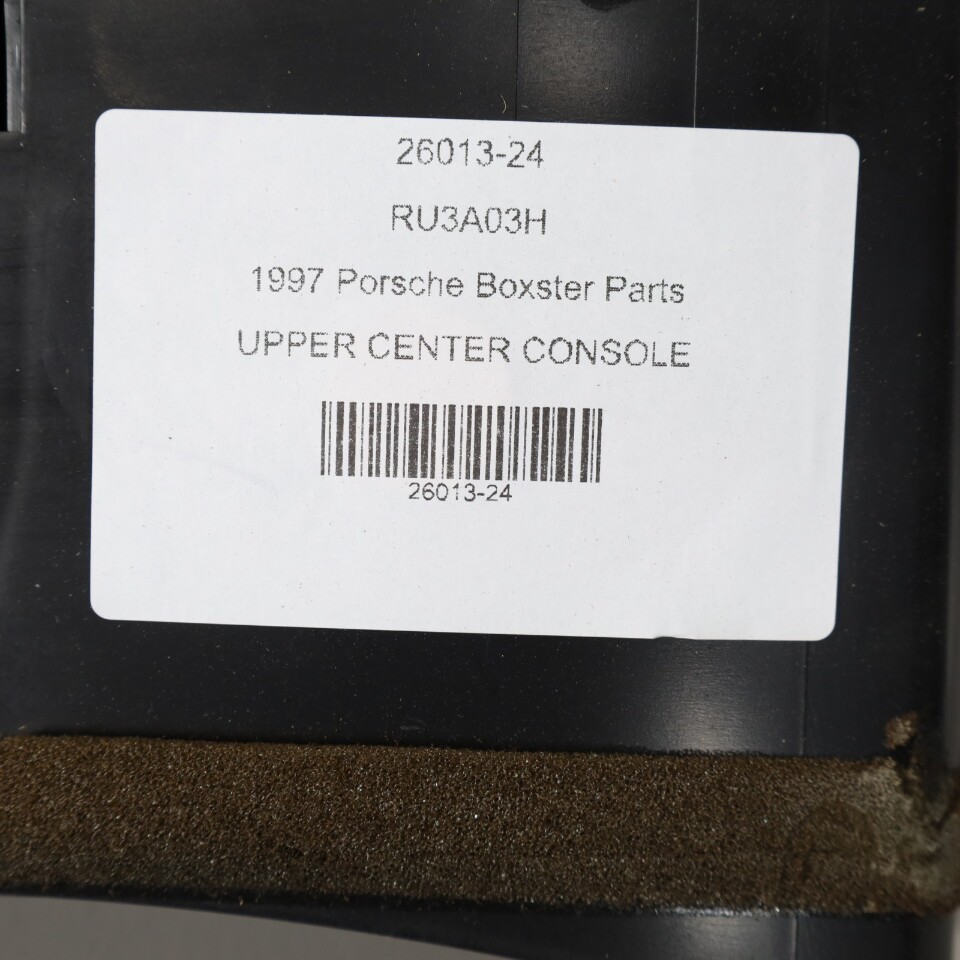 26013-24
RU3A03H
1997 Porsche Boxster Parts
UPPER CENTER CONSOLE
26013-24